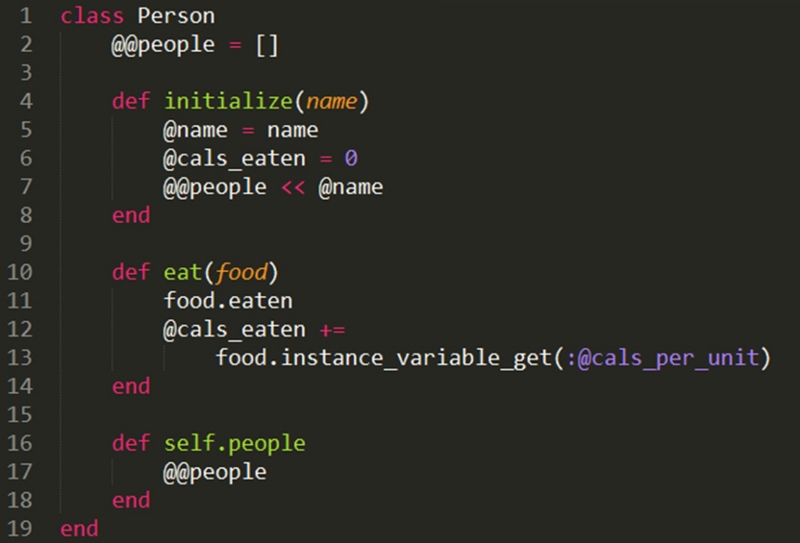 1 class Person
2     @@people = []
3
4     def initialize(name)
5         @name = name
6         @cals_eaten = 0
7         @@people << @name
8     end
9
10     def eat(food)
11         food.eaten
12         @cals_eaten +=
13             food.instance_variable_get(:@cals_per_unit)
14     end
15
16     def self.people
17         @@people
18     end
19 end